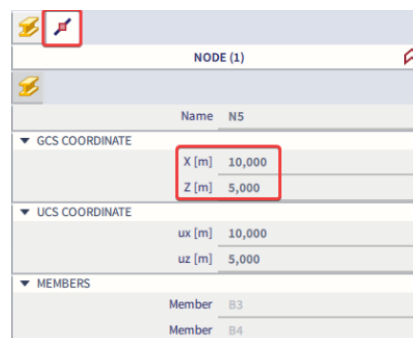 NODE (1)
Name N5
GCS COORDINATE
X [m] 10,000
Z [m] 5,000
UCS COORDINATE
ux [m] 10,000
uz [m] 5,000
MEMBERS
Member B3
Member B4